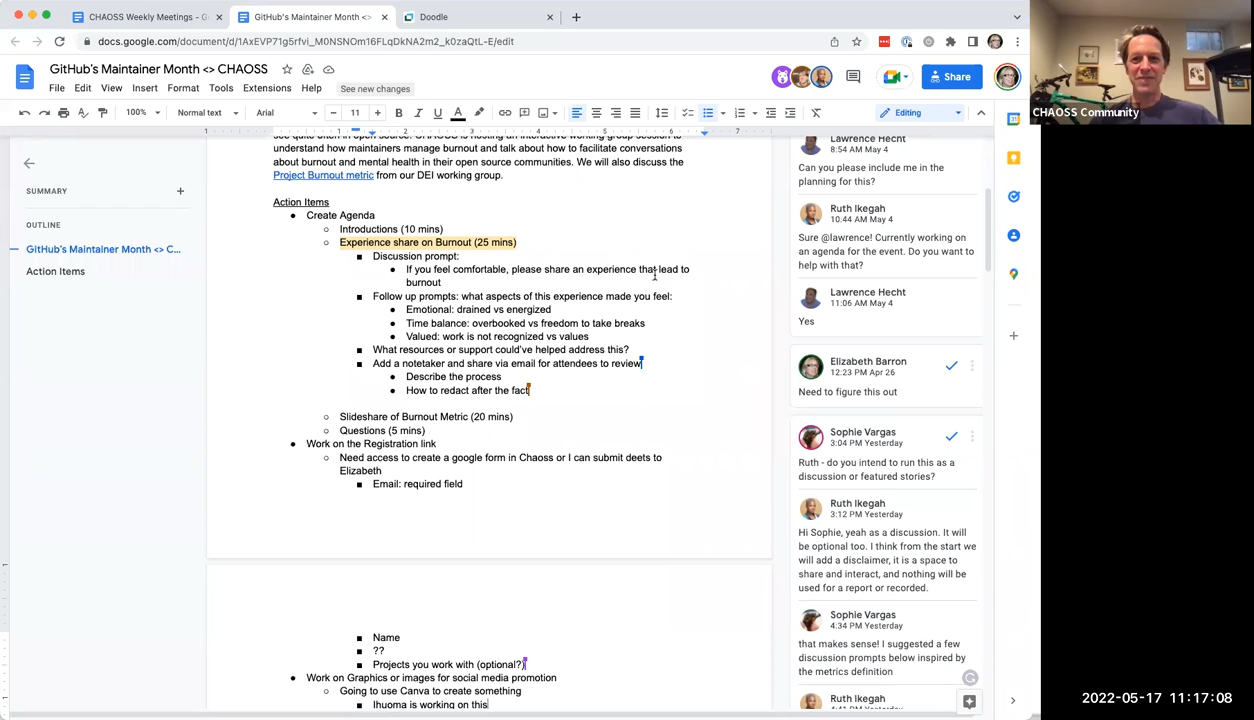 CHAOSS Weekly Meetings - G
GitHub's Maintainer Month <>
Doodle
docs.google.com/document/d/1AxEVP71g5rfvi_M0NSNOm16FLqDkNA2m2_k0zaQtL-E/edit
GitHub's Maintainer Month <> CHAOSS
File Edit View Insert Format Tools Extensions Help
See new changes
Share
100%
Normal text
Arial
11
Editing
1 1 2 3 4 5 6 7
SUMMARY
OUTLINE
GitHub's Maintainer Month <> C...
Action Items
understand how maintainers manage burnout and talk about how to facilitate conversations
about burnout and mental health in their open source communities. We will also discuss the
Project Burnout metric from our DEI working group.
Action Items
Create Agenda
Introductions (10 mins)
Experience share on Burnout (25 mins)
Discussion prompt:
If you feel comfortable, please share an experience that lead to
burnout
Follow up prompts: what aspects of this experience made you feel:
Emotional: drained vs energized
Time balance: overbooked vs freedom to take breaks
Valued: work is not recognized vs values
What resources or support could've helped address this?
Add a notetaker and share via email for attendees to review
Describe the process
How to redact after the fact
Slideshare of Burnout Metric (20 mins)
Questions (5 mins)
Work on the Registration link
Need access to create a google form in Chaoss or I can submit deets to
Elizabeth
Email: required field
Name
??
Projects you work with (optional?)
Work on Graphics or images for social media promotion
Going to use Canva to create something
Ihuoma is working on this
Lawrence Hecht
8:54 AM May 4
Can you please include me in the
planning for this?
Ruth Ikegah
10:44 AM May 4
Sure @lawrence! Currently working on
an agenda for the event. Do you want to
help with that?
Lawrence Hecht
11:06 AM May 4
Yes
Elizabeth Barron
12:23 PM Apr 26
Need to figure this out
Sophie Vargas
3:04 PM Yesterday
Ruth - do you intend to run this as a
discussion or featured stories?
Ruth Ikegah
3:12 PM Yesterday
Hi Sophie, yeah as a discussion. It will
be optional too. I think from the start we
will add a disclaimer, it is a space to
share and interact, and nothing will be
used for a report or recorded.
Sophie Vargas
4:34 PM Yesterday
that makes sense! I suggested a few
discussion prompts below inspired by
the metrics definition
Ruth Ikegah
CHAOSS Community
2022-05-17 11:17:08